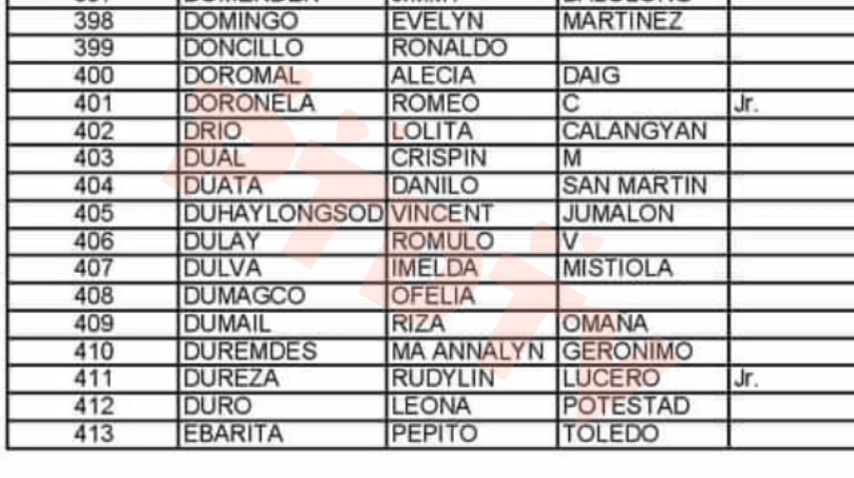 398 DOMINGO EVELYN MARTINEZ
399 DONCILLO RONALDO
400 DOROMAL ALECIA DAIG
401 DORONELA ROMEO C Jr.
402 DRIO LOLITA CALANGYAN
403 DUAL CRISPIN M
404 DUATA DANILO SAN MARTIN
405 DUHAYLONGSOD VINCENT JUMALON
406 DULAY ROMULO V
407 DULVA IMELDA MISTIOLA
408 DUMAGCO OFELIA
409 DUMAIL RIZA OMAÑA
410 DUREMDES MA ANNALYN GERONIMO
411 DUREZA RUDYLIN LUCERO Jr.
412 DURO LEONA POTESTAD
413 EBARITA PEPITO TOLEDO